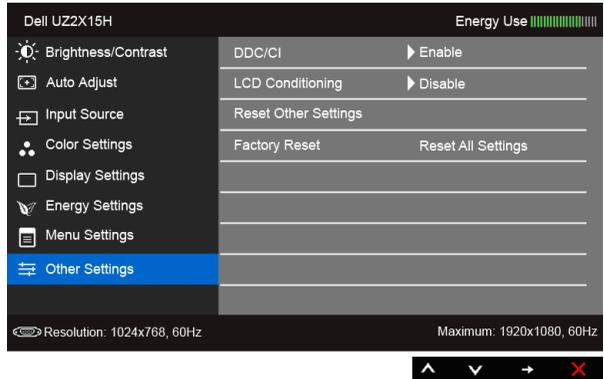 Dell UZ2X15H Energy Use
Brightness/Contrast DDC/CI Enable
Auto Adjust LCD Conditioning Disable
Input Source Reset Other Settings
Color Settings Factory Reset Reset All Settings
Display Settings
Energy Settings
Menu Settings
Other Settings
Resolution: 1024x768, 60Hz Maximum: 1920x1080, 60Hz